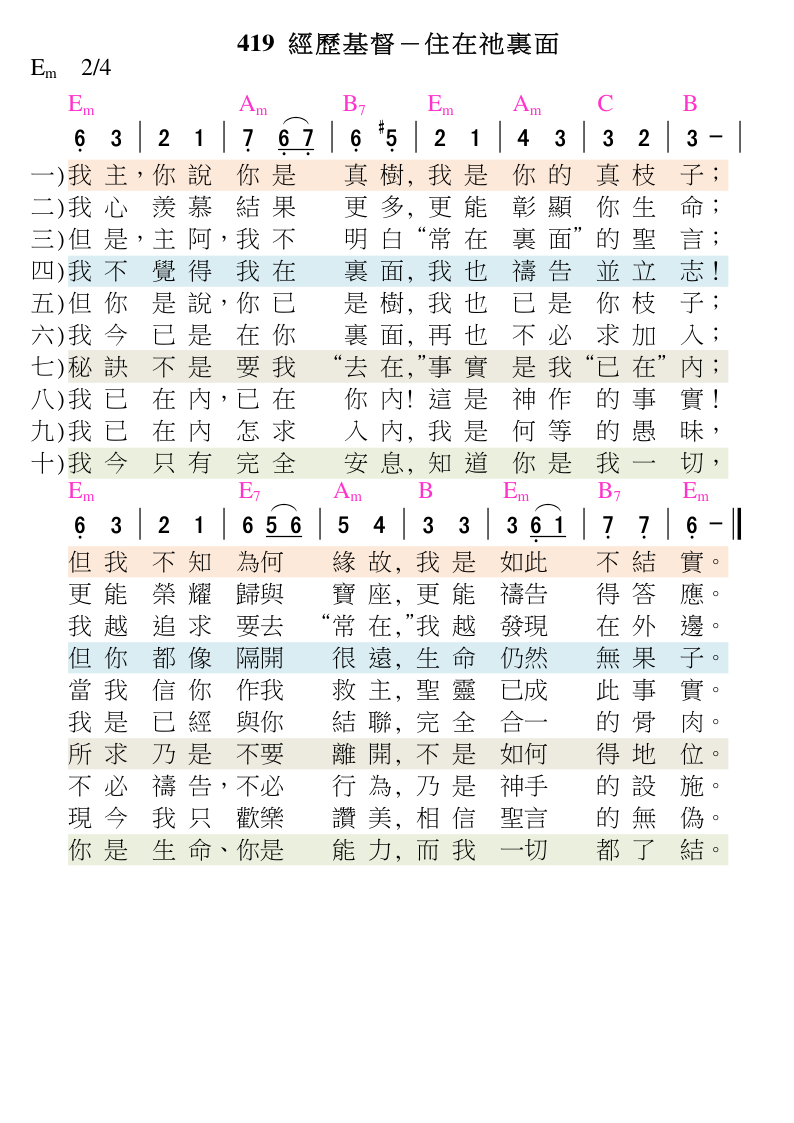 419 經歷基督－住在祂裏面
Em 2/4
Em Am B7 Em Am C B
6 3 | 2 1 | 7 6 7 | 6 #5 | 2 1 | 4 3 | 3 2 | 3 – |
一)我主，你說你是真樹，我是你的真枝子；
二)我心羨慕結果更多，更能彰顯你生命；
三)但是，主阿，我不明白“常在裏面”的聖言；
四)我不覺得我在裏面，我也禱告並立志！
五)但你是說，你已是樹，我也已是你枝子；
六)我今已是在你裏面，再也不必求加入；
七)秘訣不是要我“去在，”事實是我“已在”內；
八)我已在內，已在你內！這是神作的事實！
九)我已在內怎求入內，我是何等的愚昧，
十)我今只有完全安息，知道你是我一切，
Em E7 Am B Em B7 Em
6 3 | 2 1 | 6 5 6 | 5 4 | 3 3 | 3 6 1 | 7 7 | 6 – ||
但我不知為何緣故，我是如此不結實。
更能榮耀歸與寶座，更能禱告得答應。
我越追求要去“常在，”我越發現在外邊。
但你都像隔開很遠，生命仍然無果子。
當我信你作我救主，聖靈已成此事實。
我是已經與你結聯，完全合一的骨肉。
所求乃是不要離開，不是如何得地位。
不必禱告，不必行為，乃是神手的設施。
現今我只歡樂讚美，相信聖言的無偽。
你是生命、你是能力，而我一切都了結。